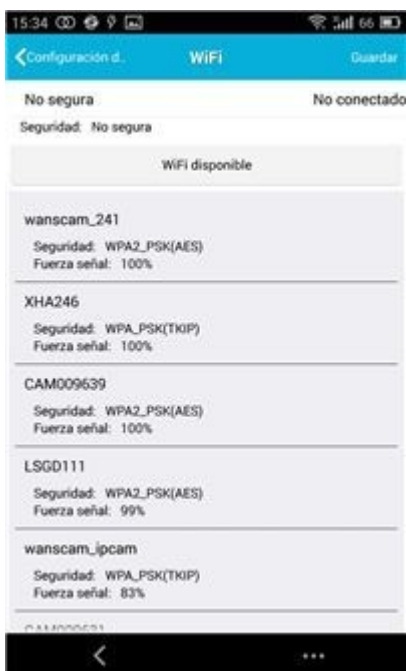 15:34 66
Configuración d.. WiFi Guardar
No segura No conectado
Seguridad: No segura
WiFi disponible
wanscam_241
Seguridad: WPA2_PSK(AES)
Fuerza señal: 100%
XHA246
Seguridad: WPA_PSK(TKIP)
Fuerza señal: 100%
CAM009639
Seguridad: WPA2_PSK(AES)
Fuerza señal: 100%
LSGD111
Seguridad: WPA2_PSK(AES)
Fuerza señal: 99%
wanscam_ipcam
Seguridad: WPA_PSK(TKIP)
Fuerza señal: 83%